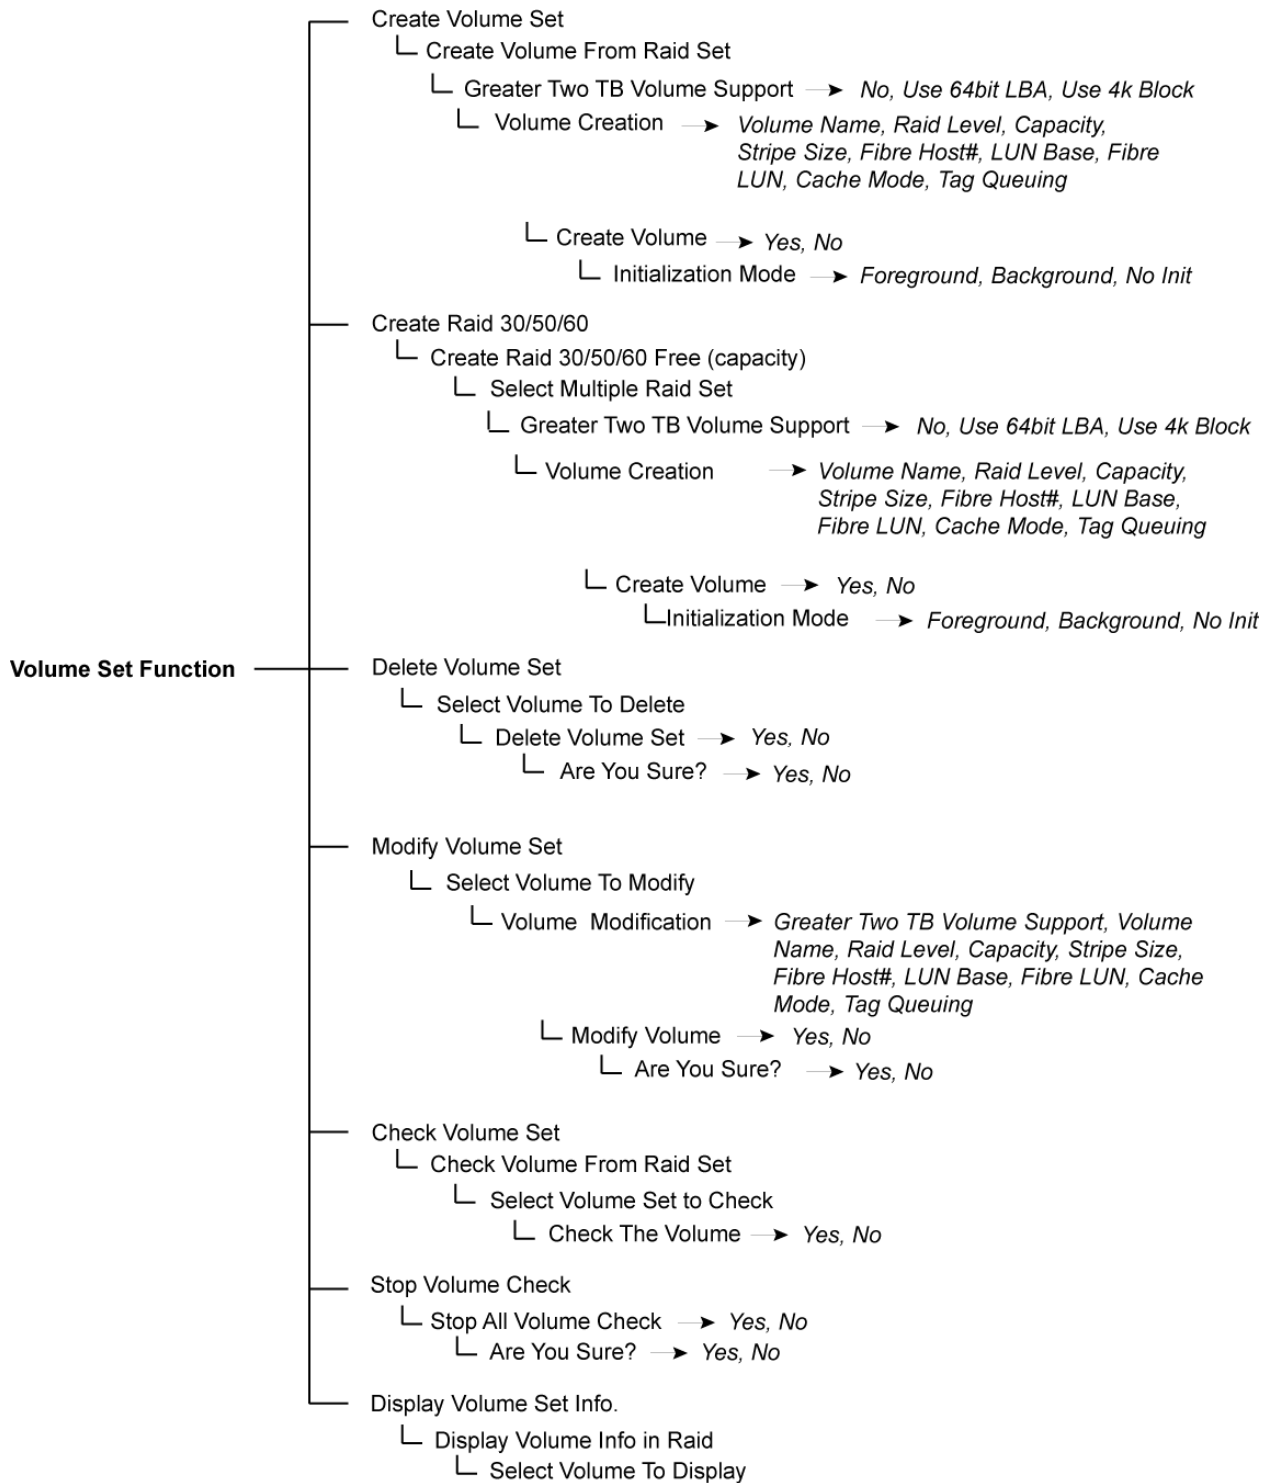 Create Volume Set
Create Volume From Raid Set
Greater Two TB Volume Support No, Use 64bit LBA, Use 4k Block
Volume Creation Volume Name, Raid Level, Capacity,
Stripe Size, Fibre Host#, LUN Base, Fibre
LUN, Cache Mode, Tag Queuing
Create Volume Yes, No
Initialization Mode Foreground, Background, No Init
Create Raid 30/50/60
Create Raid 30/50/60 Free (capacity)
Select Multiple Raid Set
Greater Two TB Volume Support No, Use 64bit LBA, Use 4k Block
Volume Creation Volume Name, Raid Level, Capacity,
Stripe Size, Fibre Host#, LUN Base,
Fibre LUN, Cache Mode, Tag Queuing
Create Volume Yes, No
Initialization Mode Foreground, Background, No Init
Volume Set Function Delete Volume Set
Select Volume To Delete
Delete Volume Set Yes, No
Are You Sure? Yes, No
Modify Volume Set
Select Volume To Modify
Volume Modification Greater Two TB Volume Support, Volume
Name, Raid Level, Capacity, Stripe Size,
Fibre Host#, LUN Base, Fibre LUN, Cache
Mode, Tag Queuing
Modify Volume Yes, No
Are You Sure? Yes, No
Check Volume Set
Check Volume From Raid Set
Select Volume Set to Check
Check The Volume Yes, No
Stop Volume Check
Stop All Volume Check Yes, No
Are You Sure? Yes, No
Display Volume Set Info.
Display Volume Info in Raid
Select Volume To Display